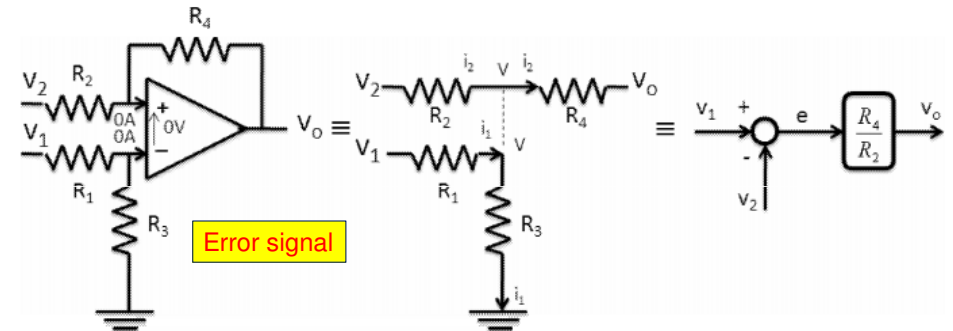 R4
V2 R2 + 0A 0V
V1 0A −
R1
R3
Vo ≡
Error signal
i2 V i2
V2 R2 R4 Vo
i1
V1 V
R1
R3
i1
≡
v1 + e R4/R2 vo
-
v2